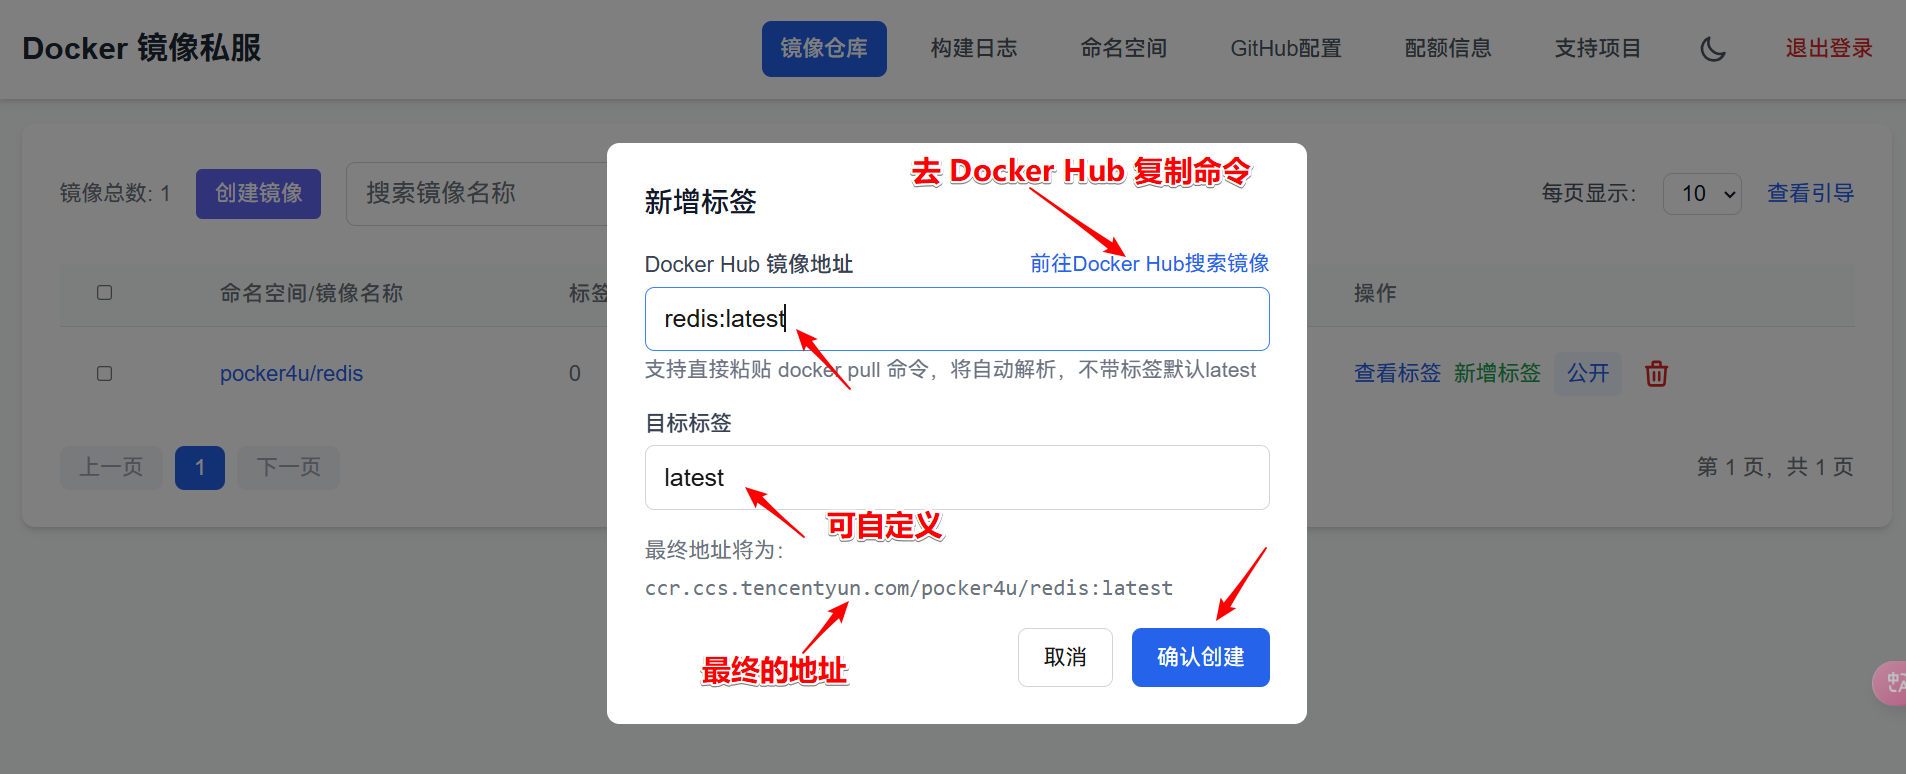 Docker 镜像私服
镜像仓库 构建日志 命名空间 GitHub配置 配额信息 支持项目 退出登录
镜像总数: 1 创建镜像 搜索镜像名称 每页显示: 10 查看引导
命名空间/镜像名称 标签 操作
pocker4u/redis 0 查看标签 新增标签 公开
上一页 1 下一页 第 1 页，共 1 页
去 Docker Hub 复制命令
新增标签
Docker Hub 镜像地址 前往Docker Hub搜索镜像
redis:latest
支持直接粘贴 docker pull 命令，将自动解析，不带标签默认latest
目标标签
latest
可自定义
最终地址将为:
ccr.ccs.tencentyun.com/pocker4u/redis:latest
最终的地址
取消 确认创建